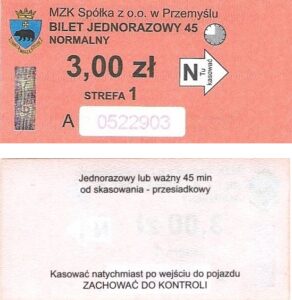 MZK Spółka z o.o. w Przemyślu
BILET JEDNORAZOWY 45
NORMALNY
3,00 zł
N
Tu kasować
STREFA 1
A 0522903
Jednorazowy lub ważny 45 min
od skasowania - przesiadkowy
Kasować natychmiast po wejściu do pojazdu
ZACHOWAĆ DO KONTROLI